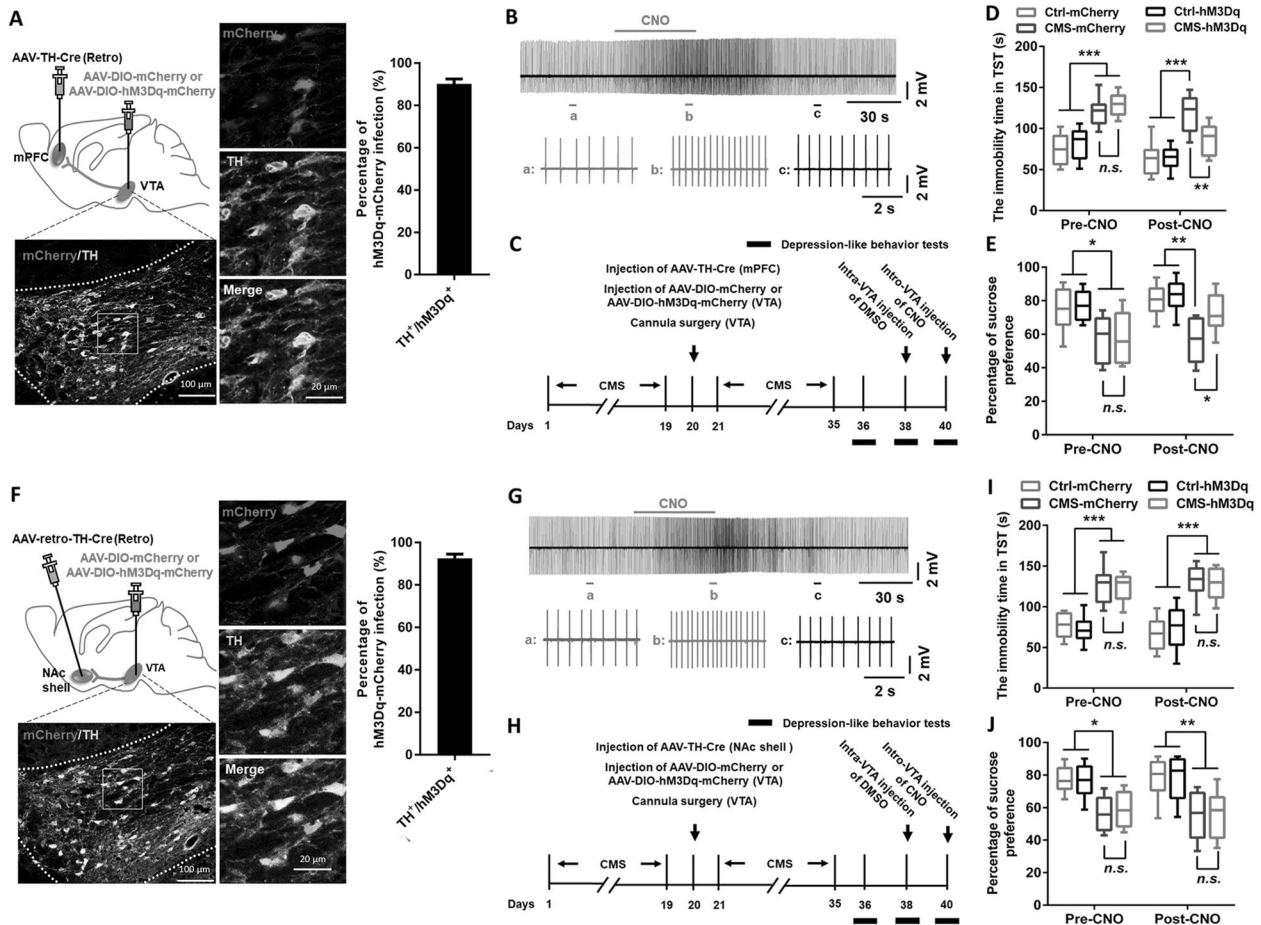 A
AAV-TH-Cre (Retro)
AAV-DIO-mCherry or
AAV-DIO-hM3Dq-mCherry
mPFC
VTA
mCherry/TH
100 µm
mCherry
TH
Merge
20 µm
Percentage of
hM3Dq-mCherry infection (%)
100
80
60
40
20
0
TH+/hM3Dq+
B
CNO
2 mV
a
b
c
30 s
a:
b:
c:
2 mV
2 s
C
Depression-like behavior tests
Injection of AAV-TH-Cre (mPFC)
Injection of AAV-DIO-mCherry or
AAV-DIO-hM3Dq-mCherry (VTA)
Cannula surgery (VTA)
Intra-VTA injection
of DMSO
Intro-VTA injection
of CNO
CMS
CMS
Days
1
19
20
21
35
36
38
40
D
Ctrl-mCherry
Ctrl-hM3Dq
CMS-mCherry
CMS-hM3Dq
The immobility time in TST (s)
200
150
100
50
0
***
n.s.
***
**
Pre-CNO
Post-CNO
E
Percentage of sucrose
preference
100
80
60
40
20
0
*
n.s.
**
*
Pre-CNO
Post-CNO
F
AAV-retro-TH-Cre(Retro)
AAV-DIO-mCherry or
AAV-DIO-hM3Dq-mCherry
NAc
shell
VTA
mCherry/TH
100 µm
mCherry
TH
Merge
20 µm
Percentage of
hM3Dq-mCherry infection (%)
100
80
60
40
20
0
TH+/hM3Dq+
G
CNO
2 mV
a
b
c
30 s
a:
b:
c:
2 mV
2 s
H
Depression-like behavior tests
Injection of AAV-TH-Cre (NAc shell )
Injection of AAV-DIO-mCherry or
AAV-DIO-hM3Dq-mCherry (VTA)
Cannula surgery (VTA)
Intra-VTA injection
of DMSO
Intro-VTA injection
of CNO
CMS
CMS
Days
1
19
20
21
35
36
38
40
I
Ctrl-mCherry
Ctrl-hM3Dq
CMS-mCherry
CMS-hM3Dq
The immobility time in TST (s)
200
150
100
50
0
***
n.s.
***
n.s.
Pre-CNO
Post-CNO
J
Percentage of sucrose
preference
100
80
60
40
20
0
*
n.s.
**
n.s.
Pre-CNO
Post-CNO